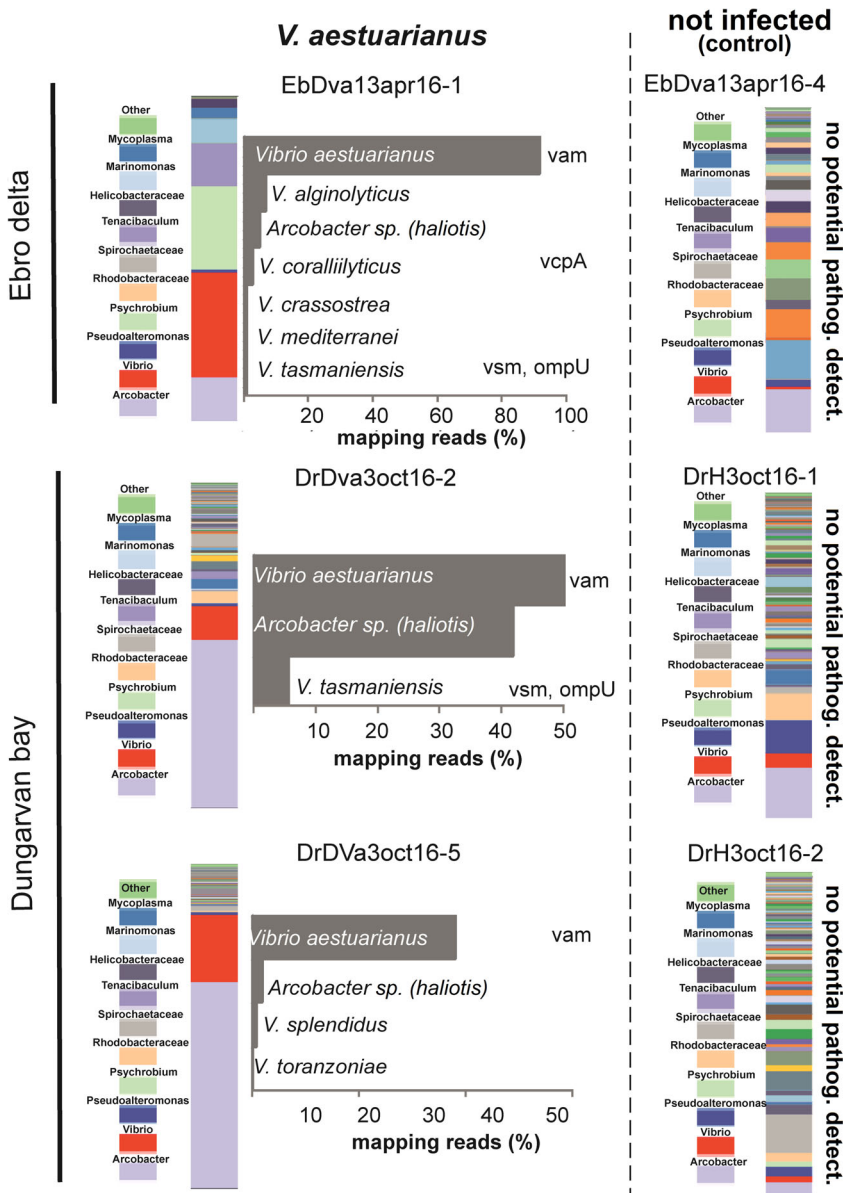 V. aestuarianus
not infected
(control)
Ebro delta
EbDva13apr16-1
Other
Mycoplasma
Marinomonas
Helicobacteraceae
Tenacibaculum
Spirochaetaceae
Rhodobacteraceae
Psychrobium
Pseudoalteromonas
Vibrio
Arcobacter
Vibrio aestuarianus vam
V. alginolyticus
Arcobacter sp. (haliotis)
V. coralliilyticus vcpA
V. crassostrea
V. mediterranei
V. tasmaniensis vsm, ompU
20 40 60 80 100
mapping reads (%)
EbDva13apr16-4
Other
Mycoplasma
Marinomonas
Helicobacteraceae
Tenacibaculum
Spirochaetaceae
Rhodobacteraceae
Psychrobium
Pseudoalteromonas
Vibrio
Arcobacter
no potential pathog. detect.
Dungarvan bay
DrDva3oct16-2
Other
Mycoplasma
Marinomonas
Helicobacteraceae
Tenacibaculum
Spirochaetaceae
Rhodobacteraceae
Psychrobium
Pseudoalteromonas
Vibrio
Arcobacter
Vibrio aestuarianus vam
Arcobacter sp. (haliotis)
V. tasmaniensis vsm, ompU
10 20 30 40 50
mapping reads (%)
DrH3oct16-1
Other
Mycoplasma
Marinomonas
Helicobacteraceae
Tenacibaculum
Spirochaetaceae
Rhodobacteraceae
Psychrobium
Pseudoalteromonas
Vibrio
Arcobacter
no potential pathog. detect.
DrDVa3oct16-5
Other
Mycoplasma
Marinomonas
Helicobacteraceae
Tenacibaculum
Spirochaetaceae
Rhodobacteraceae
Psychrobium
Pseudoalteromonas
Vibrio
Arcobacter
Vibrio aestuarianus vam
Arcobacter sp. (haliotis)
V. splendidus
V. toranzoniae
10 20 30 40 50
mapping reads (%)
DrH3oct16-2
Other
Mycoplasma
Marinomonas
Helicobacteraceae
Tenacibaculum
Spirochaetaceae
Rhodobacteraceae
Psychrobium
Pseudoalteromonas
Vibrio
Arcobacter
no potential pathog. detect.